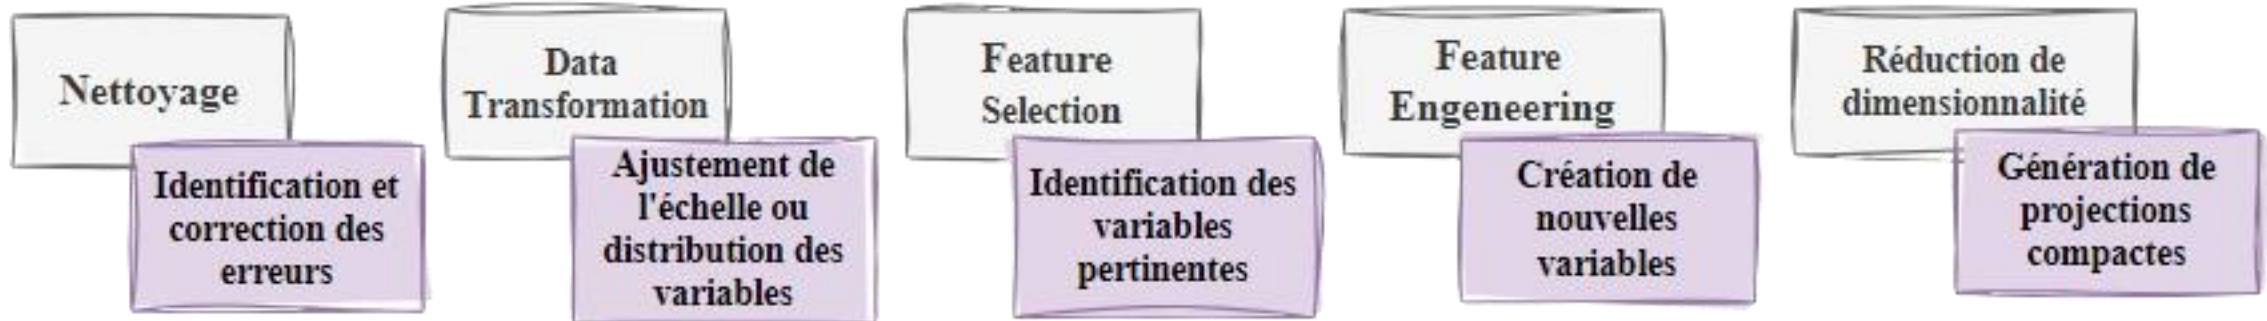 Nettoyage
Identification et
correction des
erreurs
Data
Transformation
Ajustement de
l'échelle ou
distribution des
variables
Feature
Selection
Identification des
variables
pertinentes
Feature
Engeneering
Création de
nouvelles
variables
Réduction de
dimensionnalité
Génération de
projections
compactes